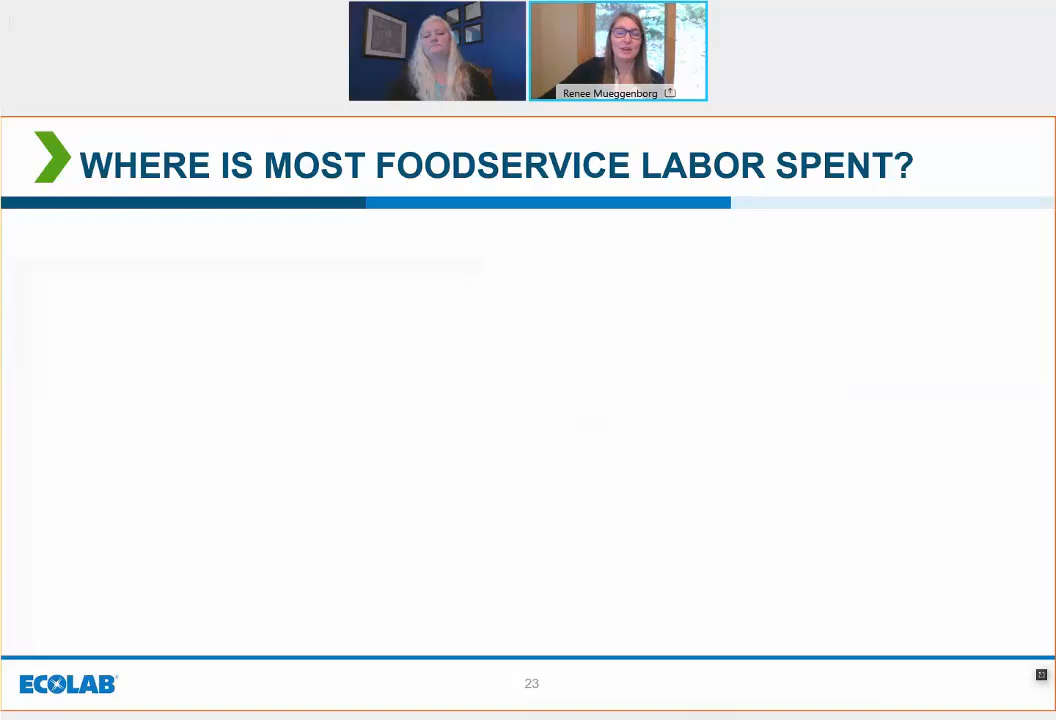 Renee Mueggenborg
WHERE IS MOST FOODSERVICE LABOR SPENT?
ECOLAB®
23